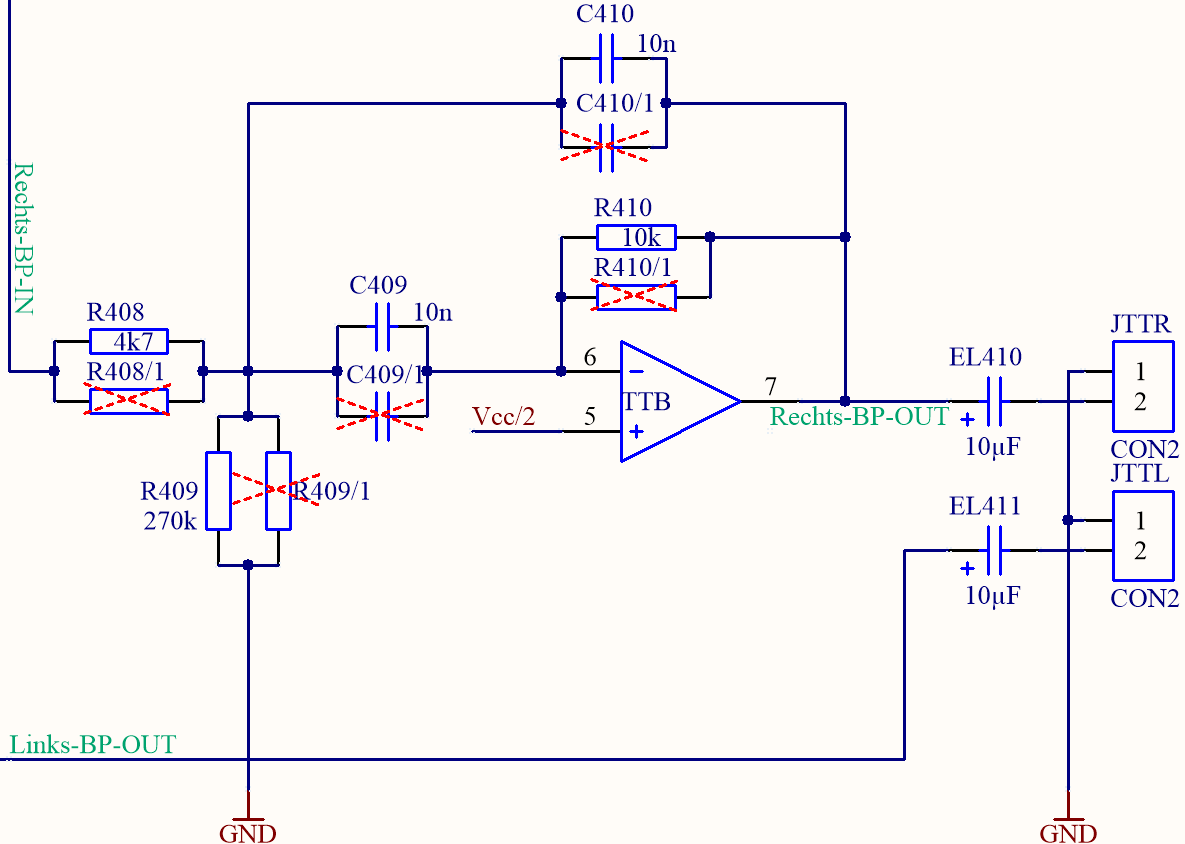 C410
10n
C410/1
Rechts-BP-IN
R410
10k
R410/1
C409
10n
C409/1
R408
4k7
R408/1
6
5
7
TTB
Vcc/2
Rechts-BP-OUT
EL410
+
10µF
JTTR
1
2
CON2
R409
270k
R409/1
JTTL
1
2
CON2
EL411
+
10µF
Links-BP-OUT
GND
GND